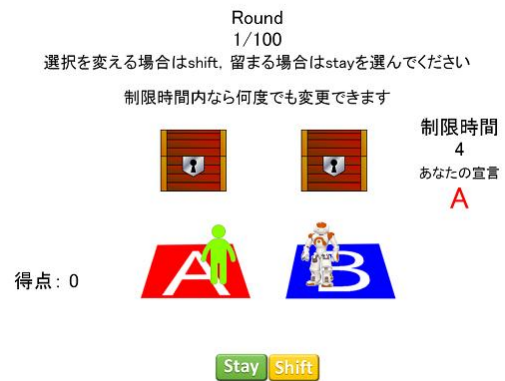 Round
1/100
選択を変える場合はshift, 留まる場合はstayを選んでください
制限時間内なら何度でも変更できます
制限時間
4
あなたの宣言
A
A B
得点: 0
Stay Shift